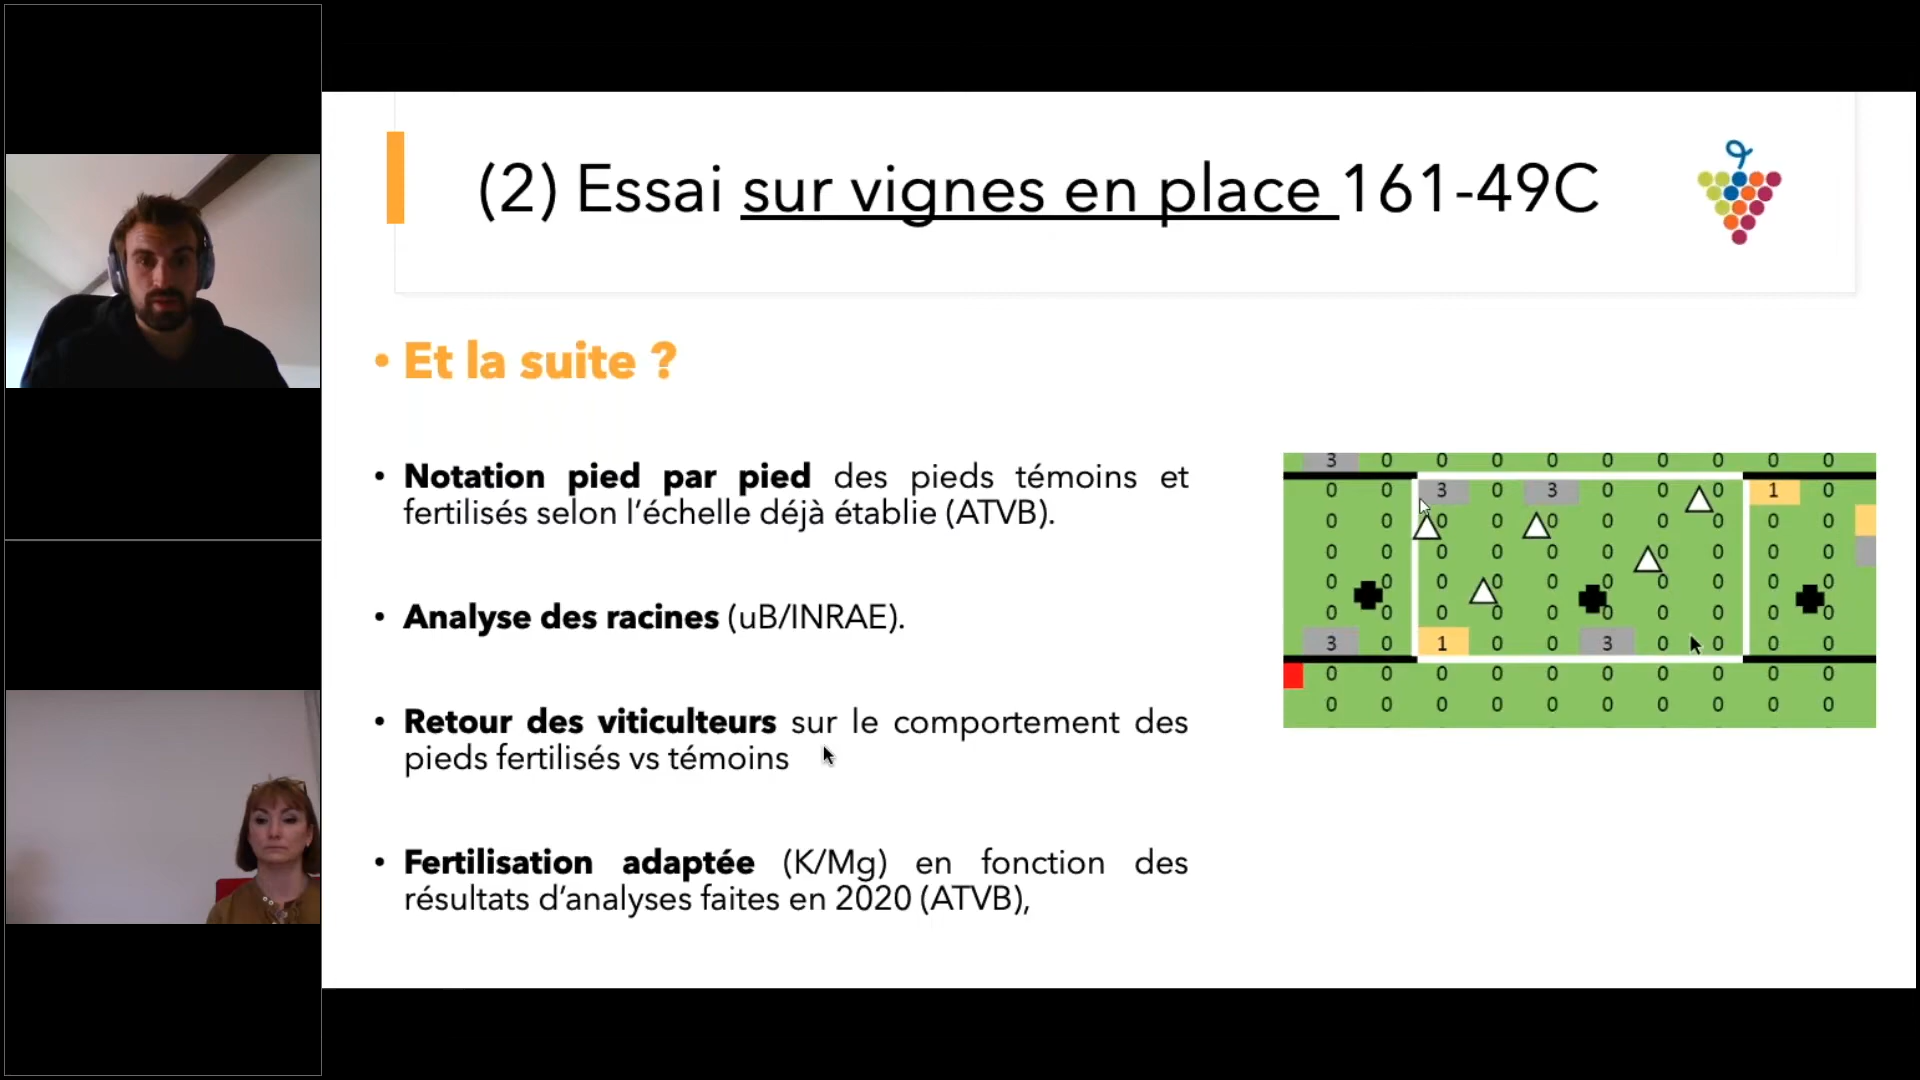 (2) Essai sur vignes en place 161-49C
• Et la suite ?
• Notation pied par pied des pieds témoins et
fertilisés selon l’échelle déjà établie (ATVB).
• Analyse des racines (uB/INRAE).
• Retour des viticulteurs sur le comportement des
pieds fertilisés vs témoins
• Fertilisation adaptée (K/Mg) en fonction des
résultats d’analyses faites en 2020 (ATVB),
3 0 0 0 0 0 0 0 0 0
0 0 3 0 3 0 0 0 1 0
0 0 0 0 0 0 0 0 0 0
0 0 0 0 0 0 0 0 0 0
0 0 0 0 0 0 0 0 0 0
0 0 0 0 0 0 0 0 0 0
3 0 1 0 0 3 0 0 0 0
0 0 0 0 0 0 0 0 0 0
0 0 0 0 0 0 0 0 0 0